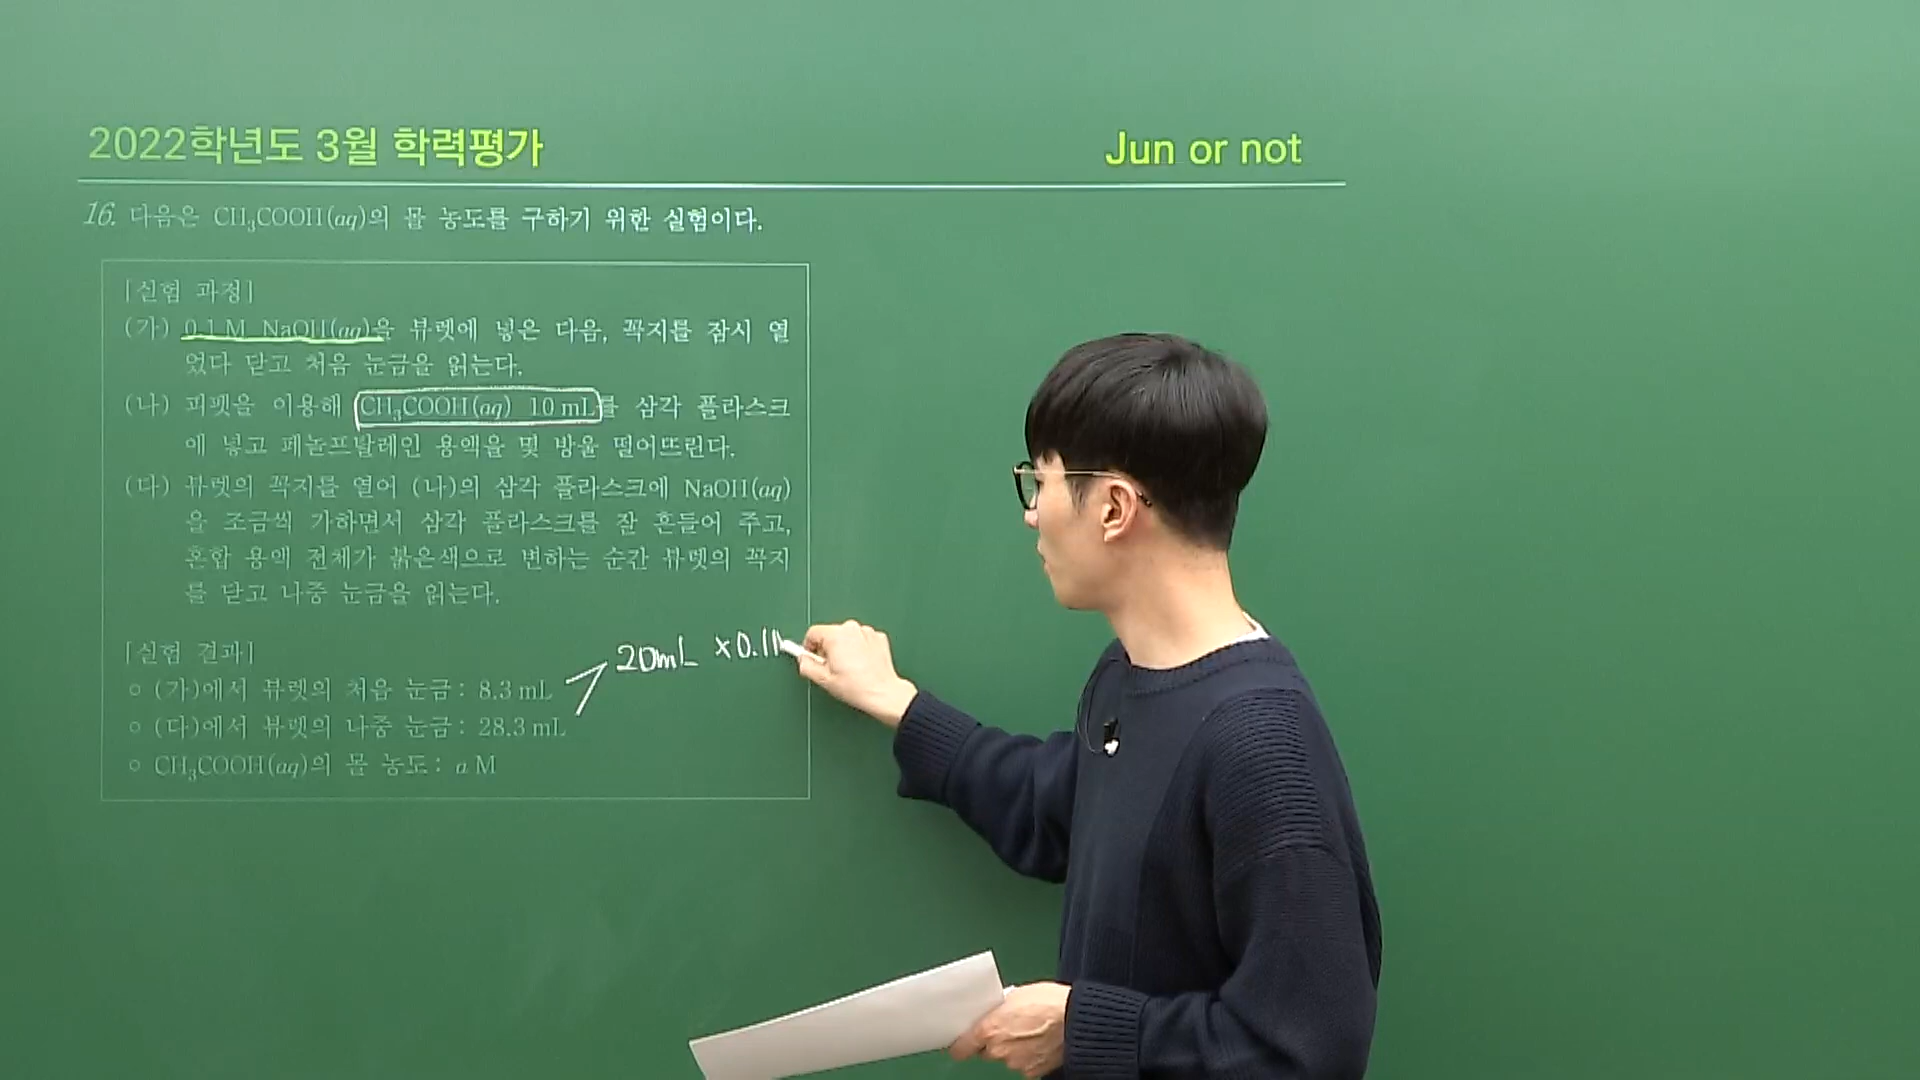 2022학년도 3월 학력평가
Jun or not
16. 다음은 CH₃COOH(aq)의 몰 농도를 구하기 위한 실험이다.
[실험 과정]
(가) 0.1 M NaOH(aq)을 뷰렛에 넣은 다음, 꼭지를 잠시 열
었다 닫고 처음 눈금을 읽는다.
(나) 피펫을 이용해 CH₃COOH(aq) 10 mL를 삼각 플라스크
에 넣고 페놀프탈레인 용액을 몇 방울 떨어뜨린다.
(다) 뷰렛의 꼭지를 열어 (나)의 삼각 플라스크에 NaOH(aq)
을 조금씩 가하면서 삼각 플라스크를 잘 흔들어 주고,
혼합 용액 전체가 붉은색으로 변하는 순간 뷰렛의 꼭지
를 닫고 나중 눈금을 읽는다.
[실험 결과]
20mL ×0.1
○ (가)에서 뷰렛의 처음 눈금: 8.3 mL
○ (다)에서 뷰렛의 나중 눈금: 28.3 mL
○ CH₃COOH(aq)의 몰 농도: a M